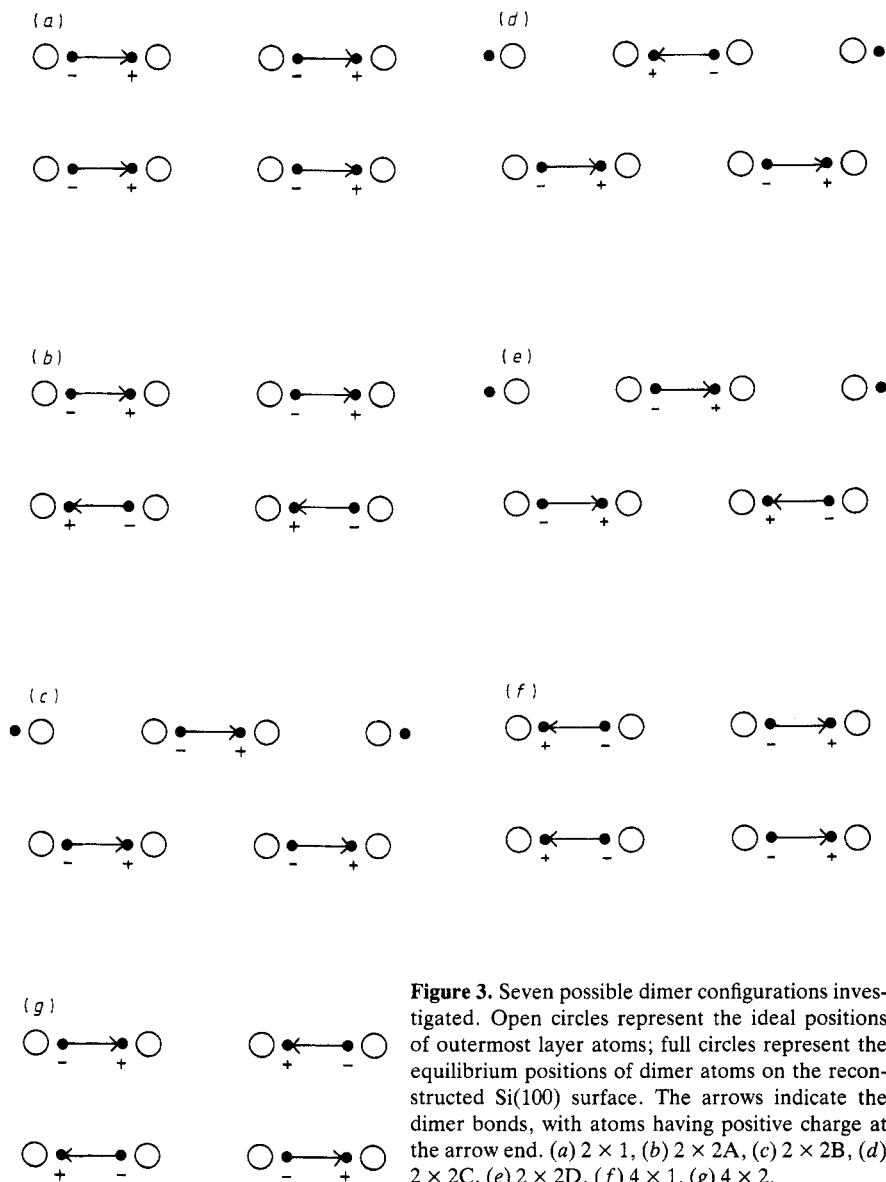 (a)
(d)
- + - +
+ -
- + - +
- + - +
(b)
(e)
- + - +
- +
+ - + -
- + + -
(c)
(f)
- +
+ - - +
- + - +
+ - - +
(g)
- + + -
+ - - +
Figure 3. Seven possible dimer configurations inves-
tigated. Open circles represent the ideal positions
of outermost layer atoms; full circles represent the
equilibrium positions of dimer atoms on the recon-
structed Si(100) surface. The arrows indicate the
dimer bonds, with atoms having positive charge at
the arrow end. (a) 2 × 1, (b) 2 × 2A, (c) 2 × 2B, (d)
2 × 2C, (e) 2 × 2D, (f) 4 × 1, (g) 4 × 2.